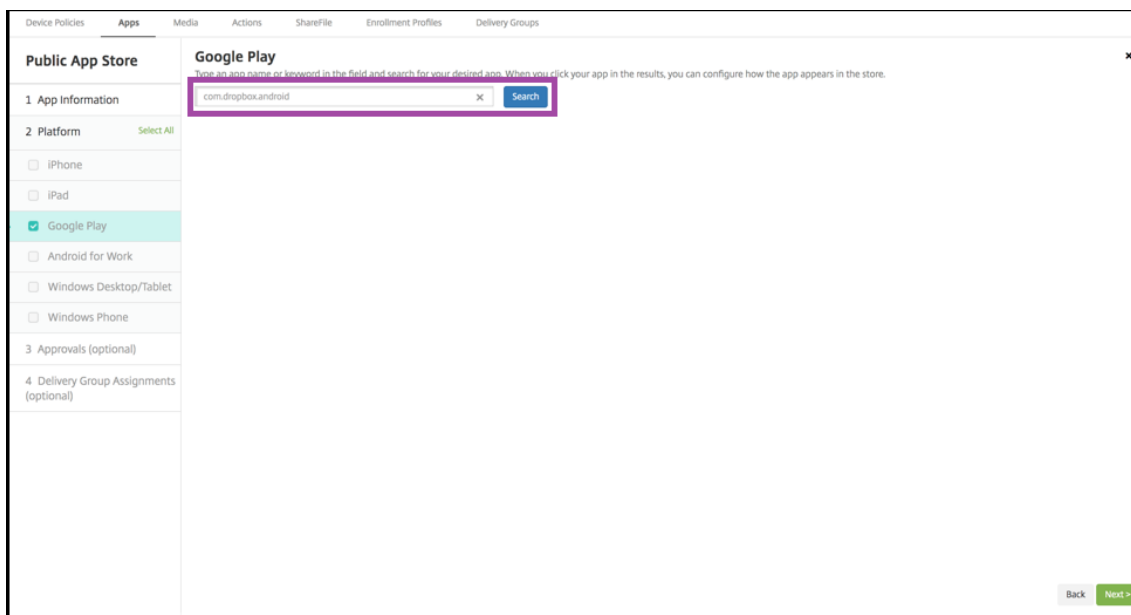 Device Policies Apps Media Actions ShareFile Enrollment Profiles Delivery Groups
Public App Store
1 App Information
2 Platform Select All
iPhone
iPad
Google Play
Android for Work
Windows Desktop/Tablet
Windows Phone
3 Approvals (optional)
4 Delivery Group Assignments
(optional)
Google Play
Type an app name or keyword in the field and search for your desired app. When you click your app in the results, you can configure how the app appears in the store.
com.dropbox.android Search
Back Next >